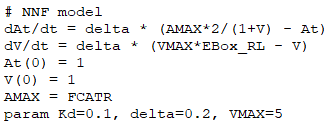 # NNF model
dAt/dt = delta * (AMAX*2/(1+V) - At)
dV/dt = delta * (VMAX*EBox_RL - V)
At(0) = 1
V(0) = 1
AMAX = FCATR
param Kd=0.1, delta=0.2, VMAX=5